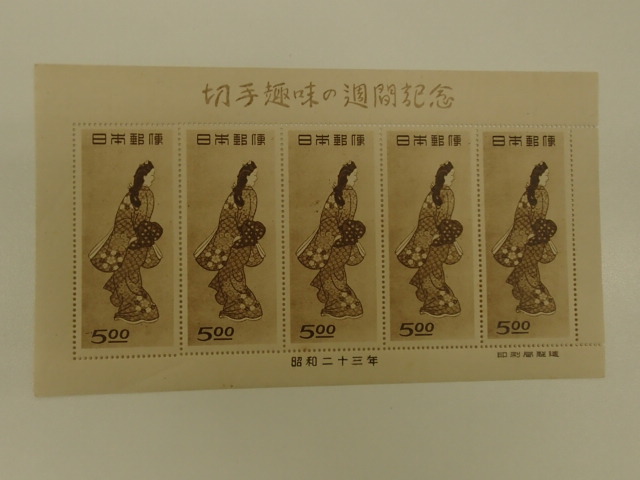 切手趣味の週間記念
日本郵便 日本郵便 日本郵便 日本郵便 日本郵便
5.00 5.00 5.00 5.00 5.00
昭和二十三年 印刷局製造